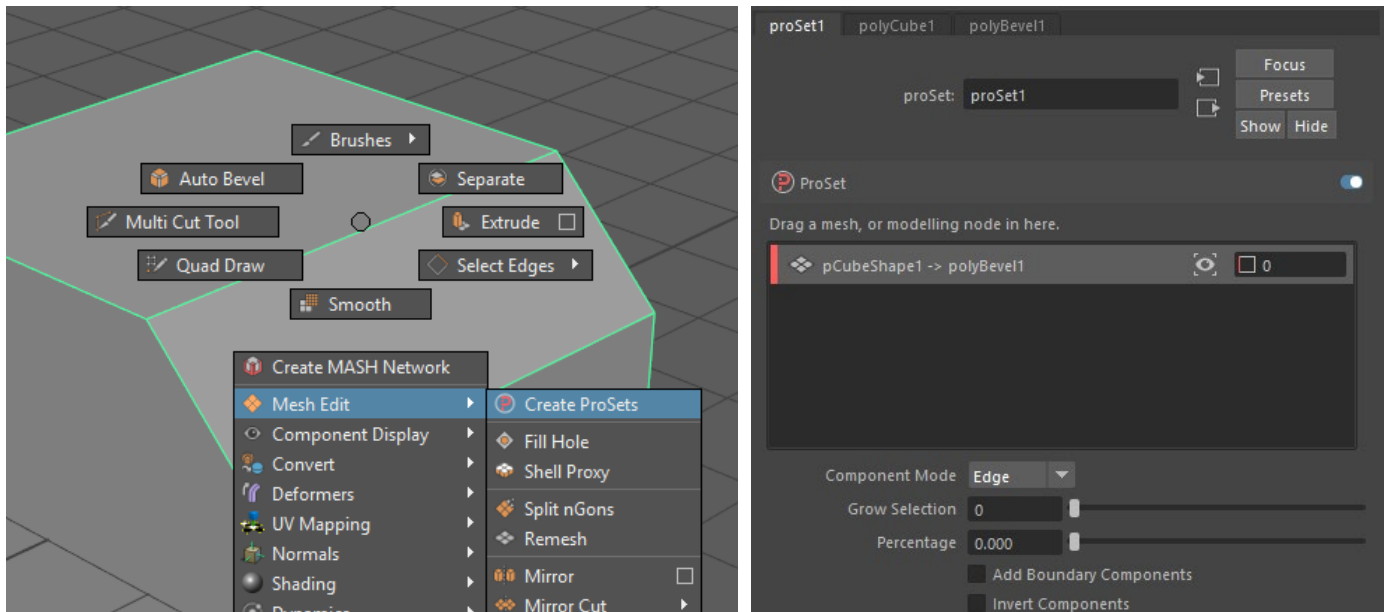 Brushes
Auto Bevel
Separate
Multi Cut Tool
Extrude
Quad Draw
Select Edges
Smooth
Create MASH Network
Mesh Edit
Component Display
Convert
Deformers
UV Mapping
Normals
Shading
Dynamics
Create ProSets
Fill Hole
Shell Proxy
Split nGons
Remesh
Mirror
Mirror Cut
proSet1 polyCube1 polyBevel1
proSet: proSet1
Focus
Presets
Show Hide
ProSet
Drag a mesh, or modelling node in here.
pCubeShape1 -> polyBevel1 0
Component Mode Edge
Grow Selection 0
Percentage 0.000
Add Boundary Components
Invert Components